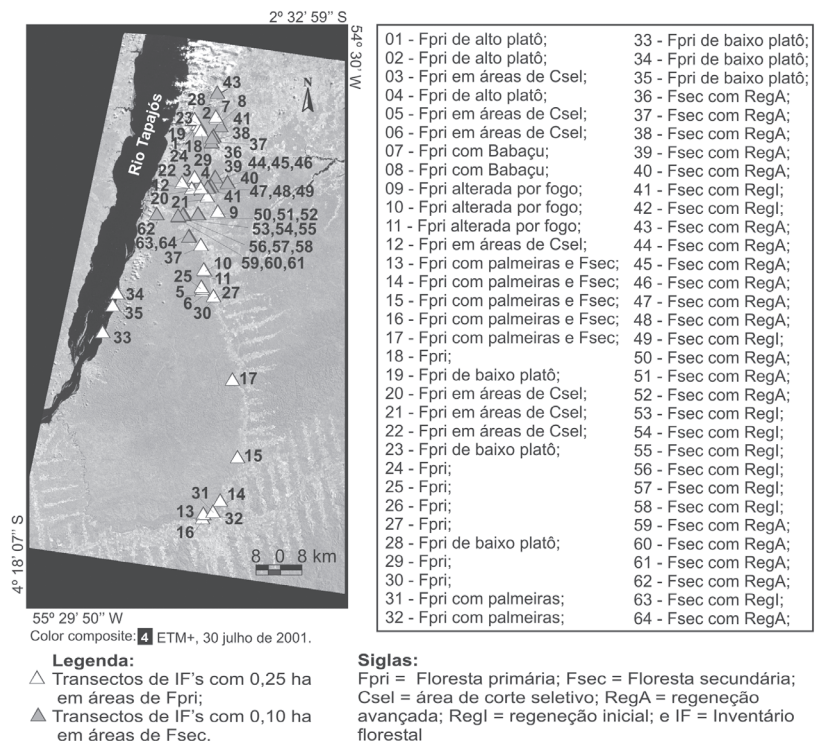 2º 32' 59’’ S
54º 30’ W
N
Rio Tapajós
43
28
8
7
2
5
23
41
19
38
1
18
37
36
24
29
39
44, 45, 46
22
3
4
40
12
47, 48, 49
20
21
41
9
50, 51, 52
62
53, 54, 55
63, 64
56, 57, 58
37
59, 60, 61
10
25
11
5
27
6
30
34
35
33
17
15
31
14
13
32
16
8 0 8 km
4º 18’ 07’’ S
55º 29’ 50’’ W
Color composite: 4 ETM+, 30 julho de 2001.
01 - Fpri de alto platô;
02 - Fpri de alto platô;
03 - Fpri em áreas de Csel;
04 - Fpri de alto platô;
05 - Fpri em áreas de Csel;
06 - Fpri em áreas de Csel;
07 - Fpri com Babaçu;
08 - Fpri com Babaçu;
09 - Fpri alterada por fogo;
10 - Fpri alterada por fogo;
11 - Fpri alterada por fogo;
12 - Fpri em áreas de Csel;
13 - Fpri com palmeiras e Fsec;
14 - Fpri com palmeiras e Fsec;
15 - Fpri com palmeiras e Fsec;
16 - Fpri com palmeiras e Fsec;
17 - Fpri com palmeiras e Fsec;
18 - Fpri;
19 - Fpri de baixo platô;
20 - Fpri em áreas de Csel;
21 - Fpri em áreas de Csel;
22 - Fpri em áreas de Csel;
23 - Fpri de baixo platô;
24 - Fpri;
25 - Fpri;
26 - Fpri;
27 - Fpri;
28 - Fpri de baixo platô;
29 - Fpri;
30 - Fpri;
31 - Fpri com palmeiras;
32 - Fpri com palmeiras;
33 - Fpri de baixo platô;
34 - Fpri de baixo platô;
35 - Fpri de baixo platô;
36 - Fsec com RegA;
37 - Fsec com RegA;
38 - Fsec com RegA;
39 - Fsec com RegA;
40 - Fsec com RegA;
41 - Fsec com RegI;
42 - Fsec com RegI;
43 - Fsec com RegA;
44 - Fsec com RegA;
45 - Fsec com RegA;
46 - Fsec com RegA;
47 - Fsec com RegA;
48 - Fsec com RegA;
49 - Fsec com RegI;
50 - Fsec com RegA;
51 - Fsec com RegA;
52 - Fsec com RegA;
53 - Fsec com RegI;
54 - Fsec com RegI;
55 - Fsec com RegI;
56 - Fsec com RegI;
57 - Fsec com RegI;
58 - Fsec com RegI;
59 - Fsec com RegA;
60 - Fsec com RegA;
61 - Fsec com RegA;
62 - Fsec com RegA;
63 - Fsec com RegI;
64 - Fsec com RegA;
Legenda:
Transectos de IF's com 0,25 ha
em áreas de Fpri;
Transectos de IF's com 0,10 ha
em áreas de Fsec.
Siglas:
Fpri = Floresta primária; Fsec = Floresta secundária;
Csel = área de corte seletivo; RegA = regeneção
avançada; RegI = regeneção inicial; e IF = Inventário
florestal